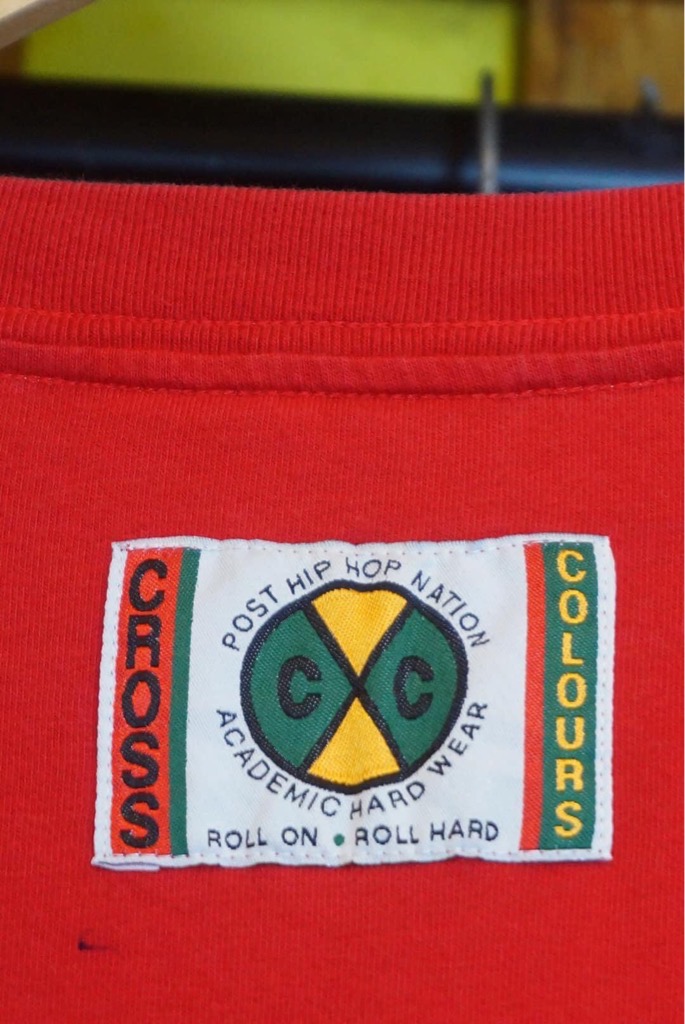 CROSS
POST HIP HOP NATION
C C
ACADEMIC HARD WEAR
ROLL ON • ROLL HARD
COLOURS